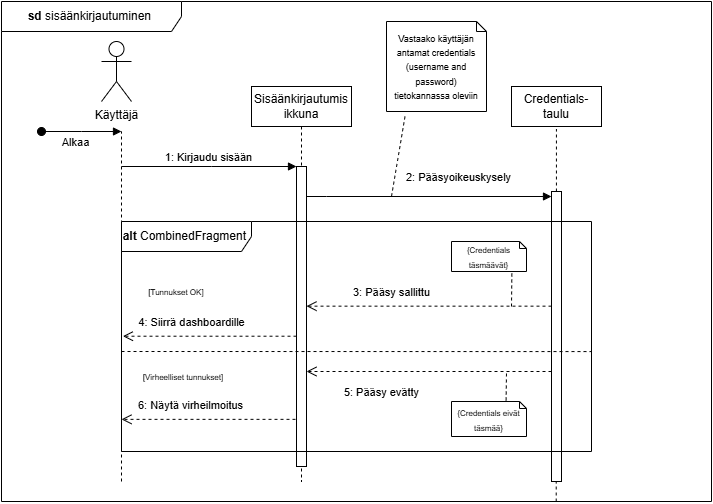 sd sisäänkirjautuminen
Vastaako käyttäjän
antamat credentials
(username and
password)
tietokannassa oleviin
Käyttäjä
Sisäänkirjautumis
ikkuna
Credentials-
taulu
Alkaa
1: Kirjaudu sisään
2: Pääsyoikeuskysely
alt CombinedFragment
{Credentials
täsmäävät}
[Tunnukset OK]
3: Pääsy sallittu
4: Siirrä dashboardille
[Virheelliset tunnukset]
5: Pääsy evätty
6: Näytä virheilmoitus
{Credentials eivät
täsmää}